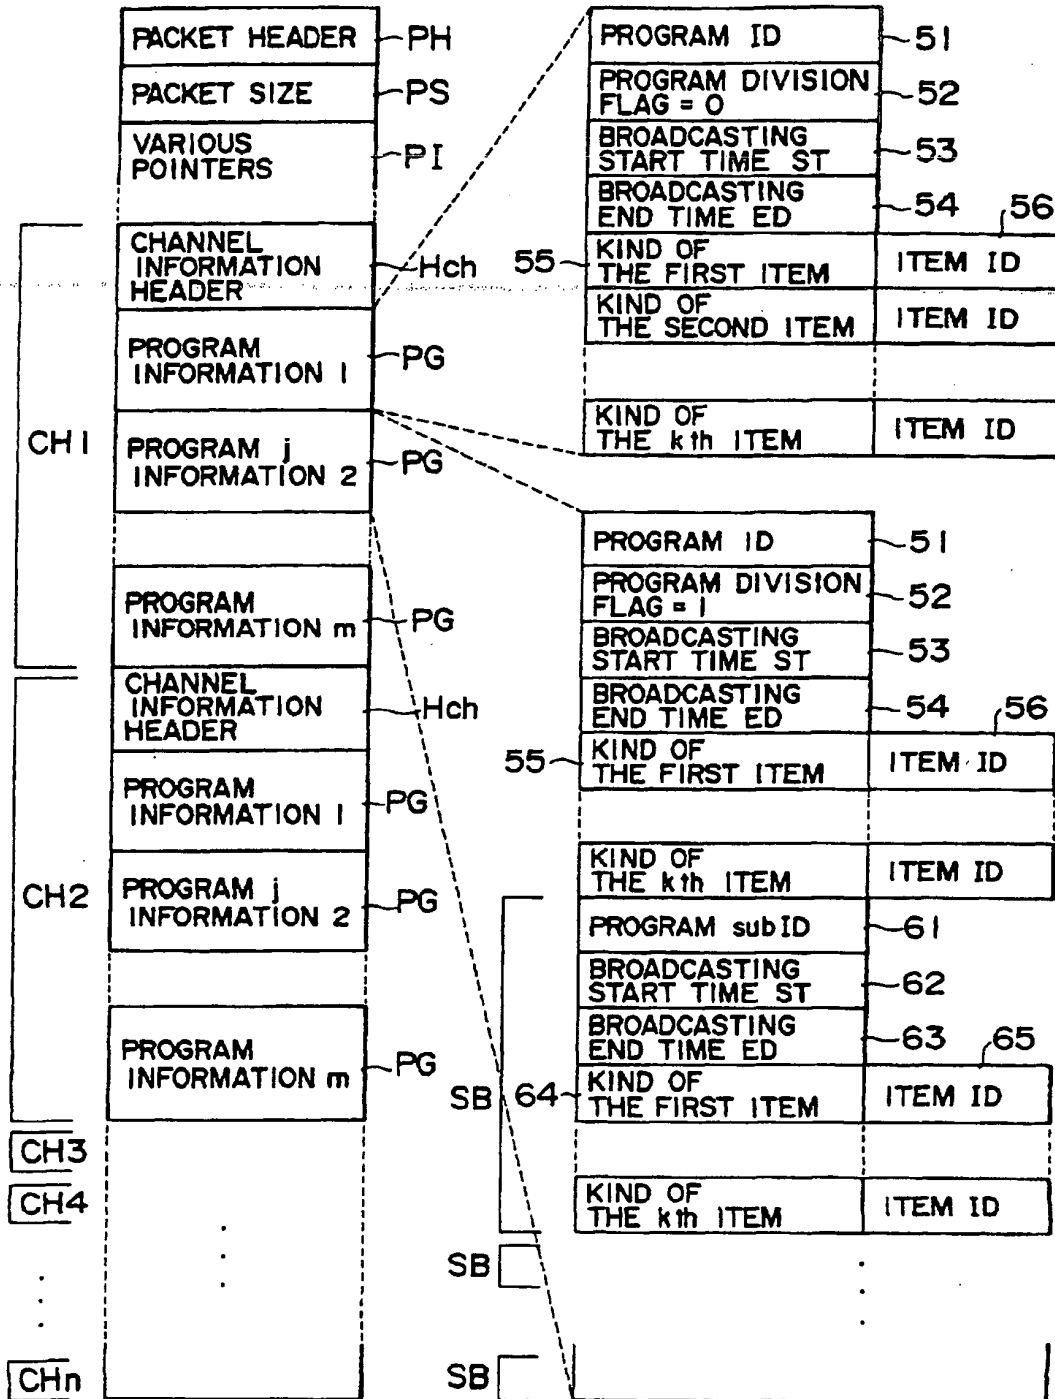 PACKET HEADER
PH
PACKET SIZE
PS
VARIOUS
POINTERS
PI
CH1
CHANNEL
INFORMATION
HEADER
Hch
PROGRAM
INFORMATION 1
PG
PROGRAM j
INFORMATION 2
PG
PROGRAM
INFORMATION m
PG
CH2
CHANNEL
INFORMATION
HEADER
Hch
PROGRAM
INFORMATION 1
PG
PROGRAM j
INFORMATION 2
PG
PROGRAM
INFORMATION m
PG
CH3
CH4
CHn
PROGRAM ID
51
PROGRAM DIVISION
FLAG = 0
52
BROADCASTING
START TIME ST
53
BROADCASTING
END TIME ED
54
56
55
KIND OF
THE FIRST ITEM
ITEM ID
KIND OF
THE SECOND ITEM
ITEM ID
KIND OF
THE kth ITEM
ITEM ID
PROGRAM ID
51
PROGRAM DIVISION
FLAG = 1
52
BROADCASTING
START TIME ST
53
BROADCASTING
END TIME ED
54
56
55
KIND OF
THE FIRST ITEM
ITEM ID
KIND OF
THE kth ITEM
ITEM ID
SB
PROGRAM subID
61
BROADCASTING
START TIME ST
62
BROADCASTING
END TIME ED
63
65
64
KIND OF
THE FIRST ITEM
ITEM ID
KIND OF
THE kth ITEM
ITEM ID
SB
SB